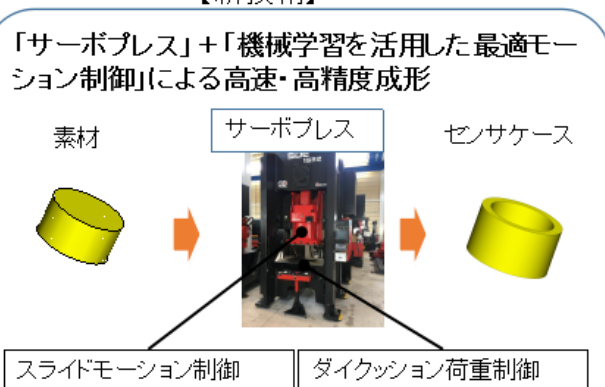 「サーボプレス」+「機械学習を活用した最適モー
ション制御」による高速・高精度成形
素材
サーボプレス
センサケース
スライドモーション制御
ダイクッション荷重制御